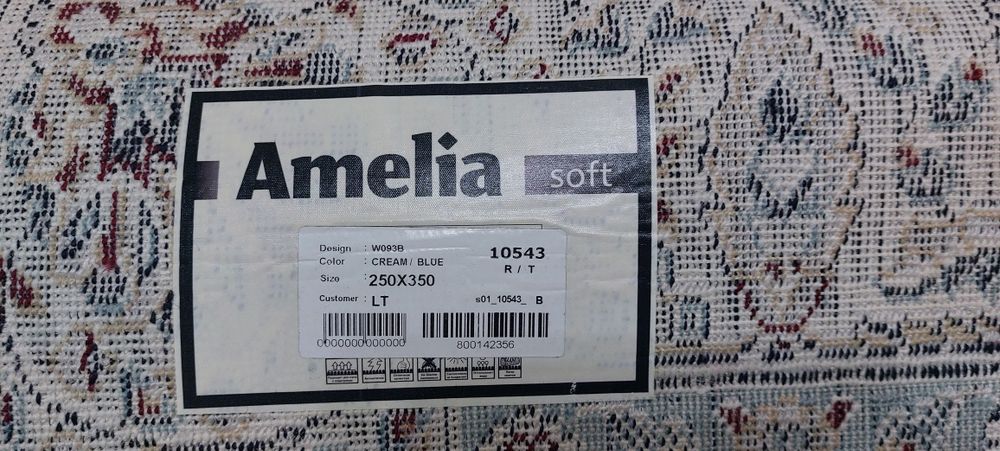 Amelia soft
Design : W093B
10543
Color : CREAM / BLUE
R / T
Size : 250X350
Customer : LT
s01_10543_ B
0000000000000
800142356